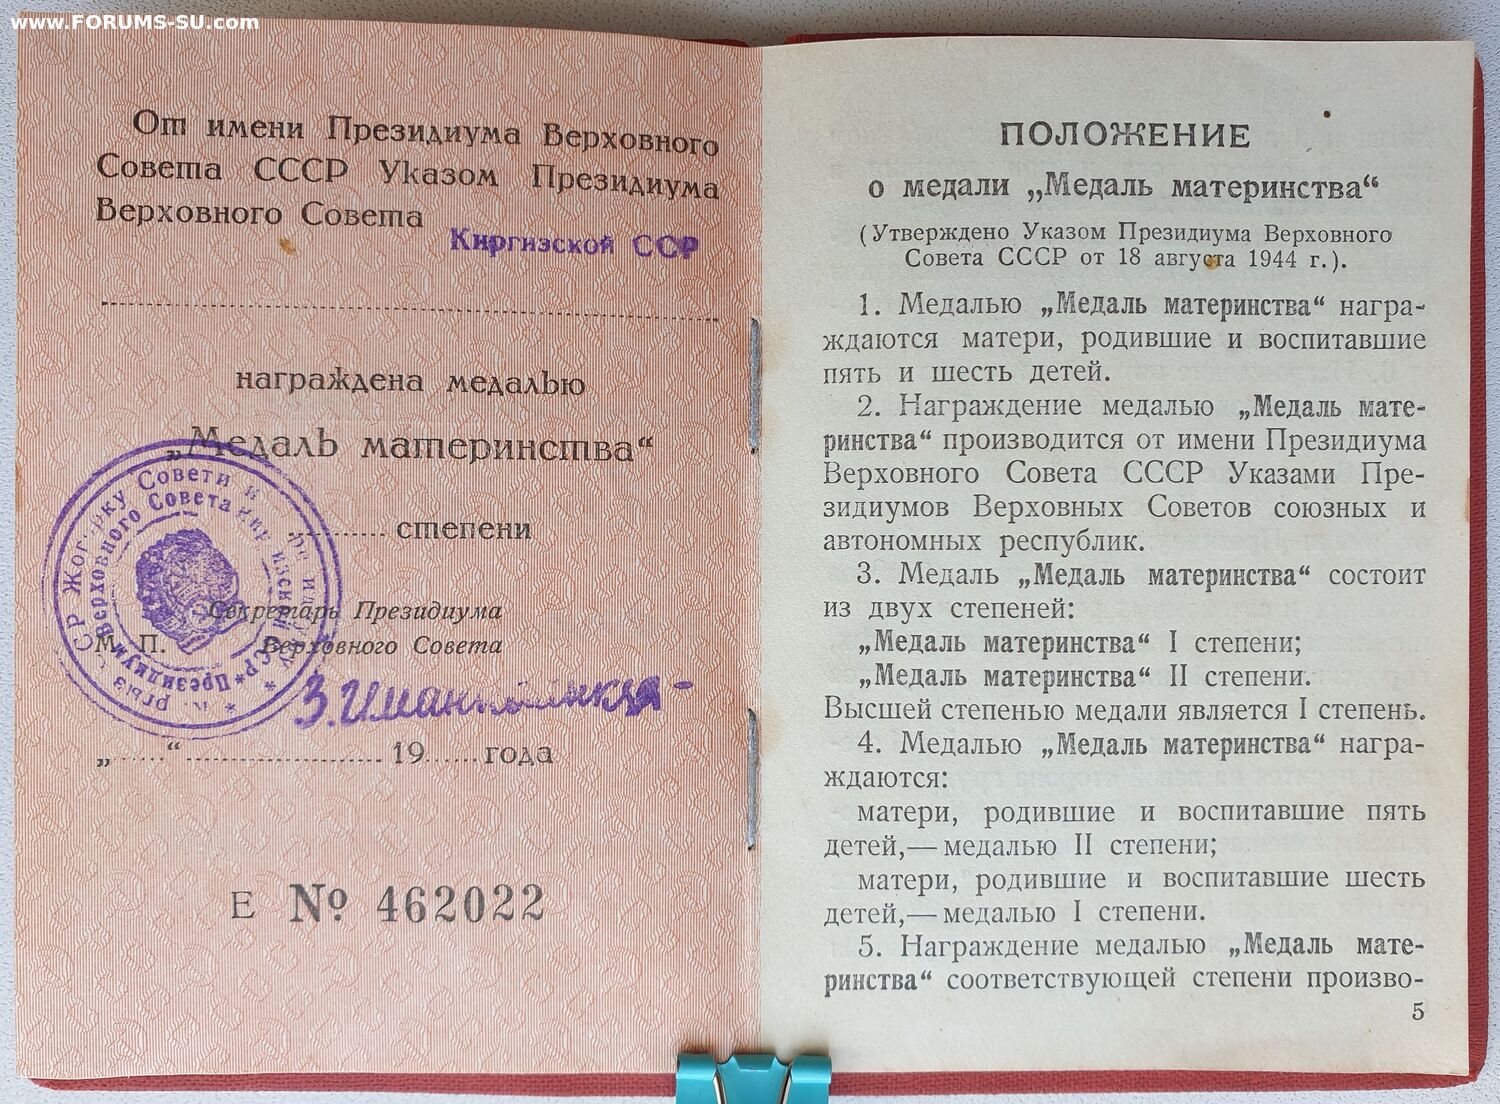 www.FORUMS-SU.com
От имени Президиума Верховного
Совета СССР Указом Президиума
Верховного Совета
Киргизской ССР
награждена медалью
„Медаль материнства“
степени
Секретарь Президиума
М. П. Верховного Совета
„ “ 19 года
Е № 462022
Жогорку Совети
Президиум Верховного Совета
ПОЛОЖЕНИЕ
о медали „Медаль материнства“
(Утверждено Указом Президиума Верховного
Совета СССР от 18 августа 1944 г.).
1. Медалью „Медаль материнства“ награ-
ждаются матери, родившие и воспитавшие
пять и шесть детей.
2. Награждение медалью „Медаль мате-
ринства“ производится от имени Президиума
Верховного Совета СССР Указами Пре-
зидиумов Верховных Советов союзных и
автономных республик.
3. Медаль „Медаль материнства“ состоит
из двух степеней:
„Медаль материнства“ I степени;
„Медаль материнства“ II степени.
Высшей степенью медали является I степень.
4. Медалью „Медаль материнства“ награ-
ждаются:
матери, родившие и воспитавшие пять
детей,— медалью II степени;
матери, родившие и воспитавшие шесть
детей,— медалью I степени.
5. Награждение медалью „Медаль мате-
ринства“ соответствующей степени произво-
5